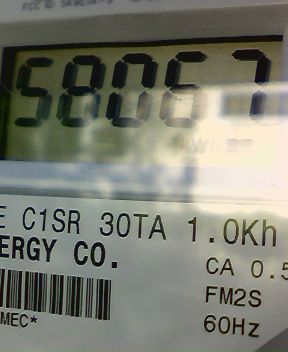 58067
E C1SR 30TA 1.0Kh
ERGY CO.
CA 0.5
FM2S
MEC*
60Hz